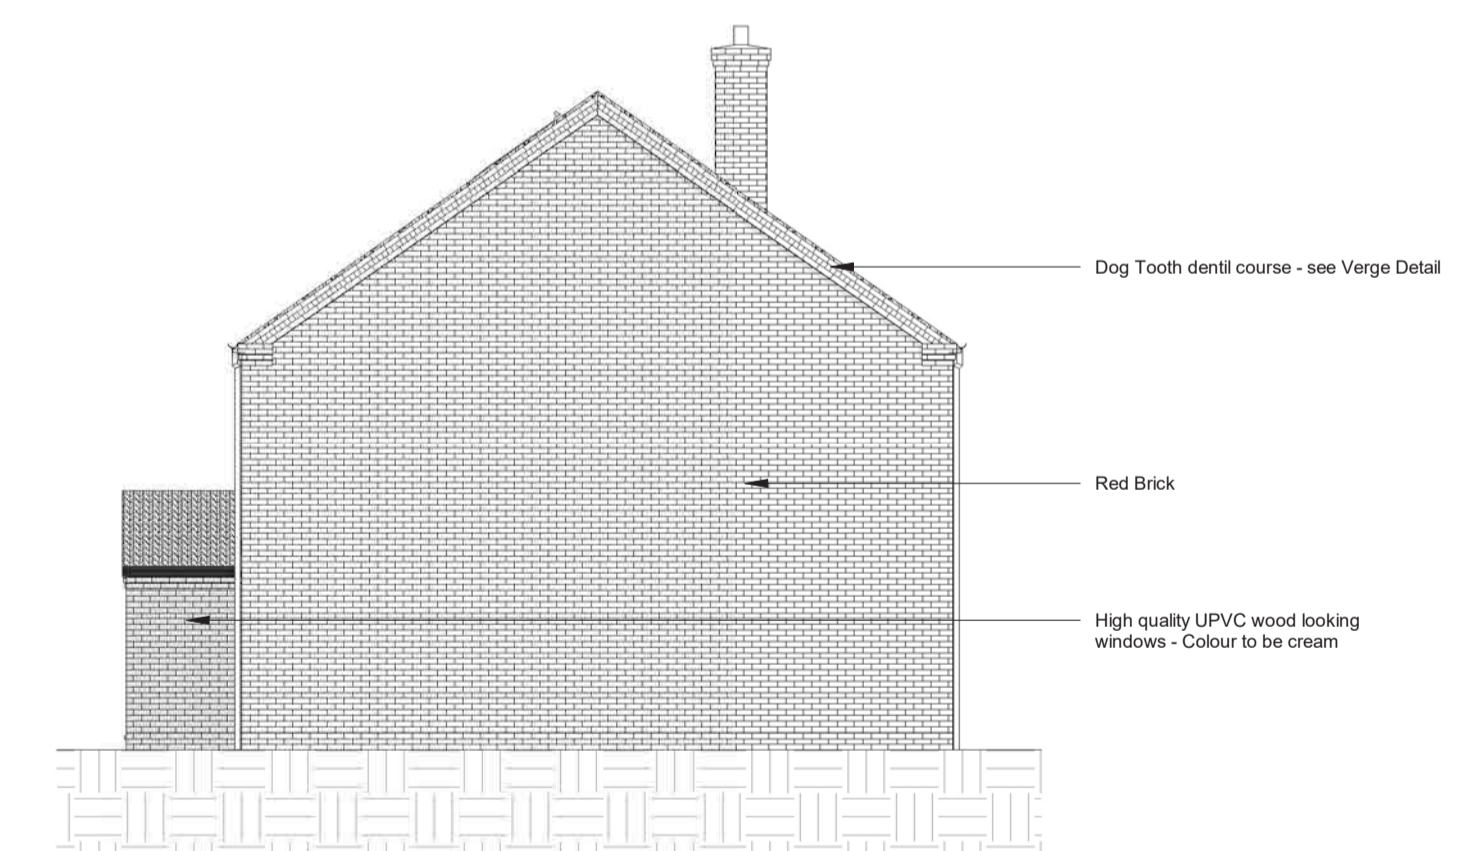 Dog Tooth dentil course - see Verge Detail
Red Brick
High quality UPVC wood looking
windows - Colour to be cream